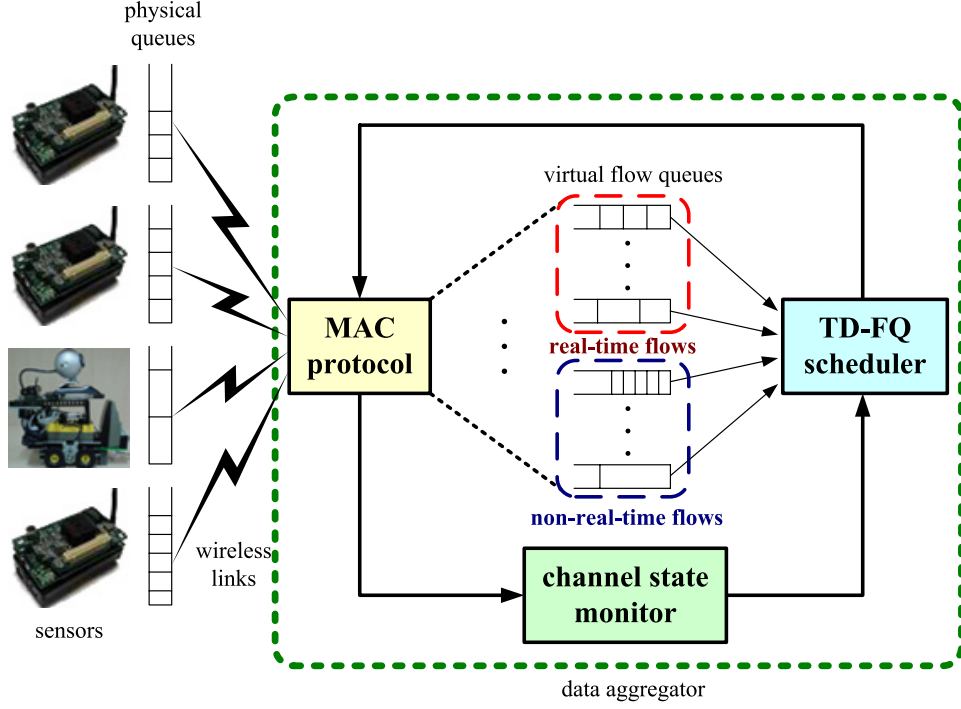 physical
queues
virtual flow queues
MAC
protocol
TD-FQ
scheduler
real-time flows
non-real-time flows
wireless
links
channel state
monitor
sensors
data aggregator